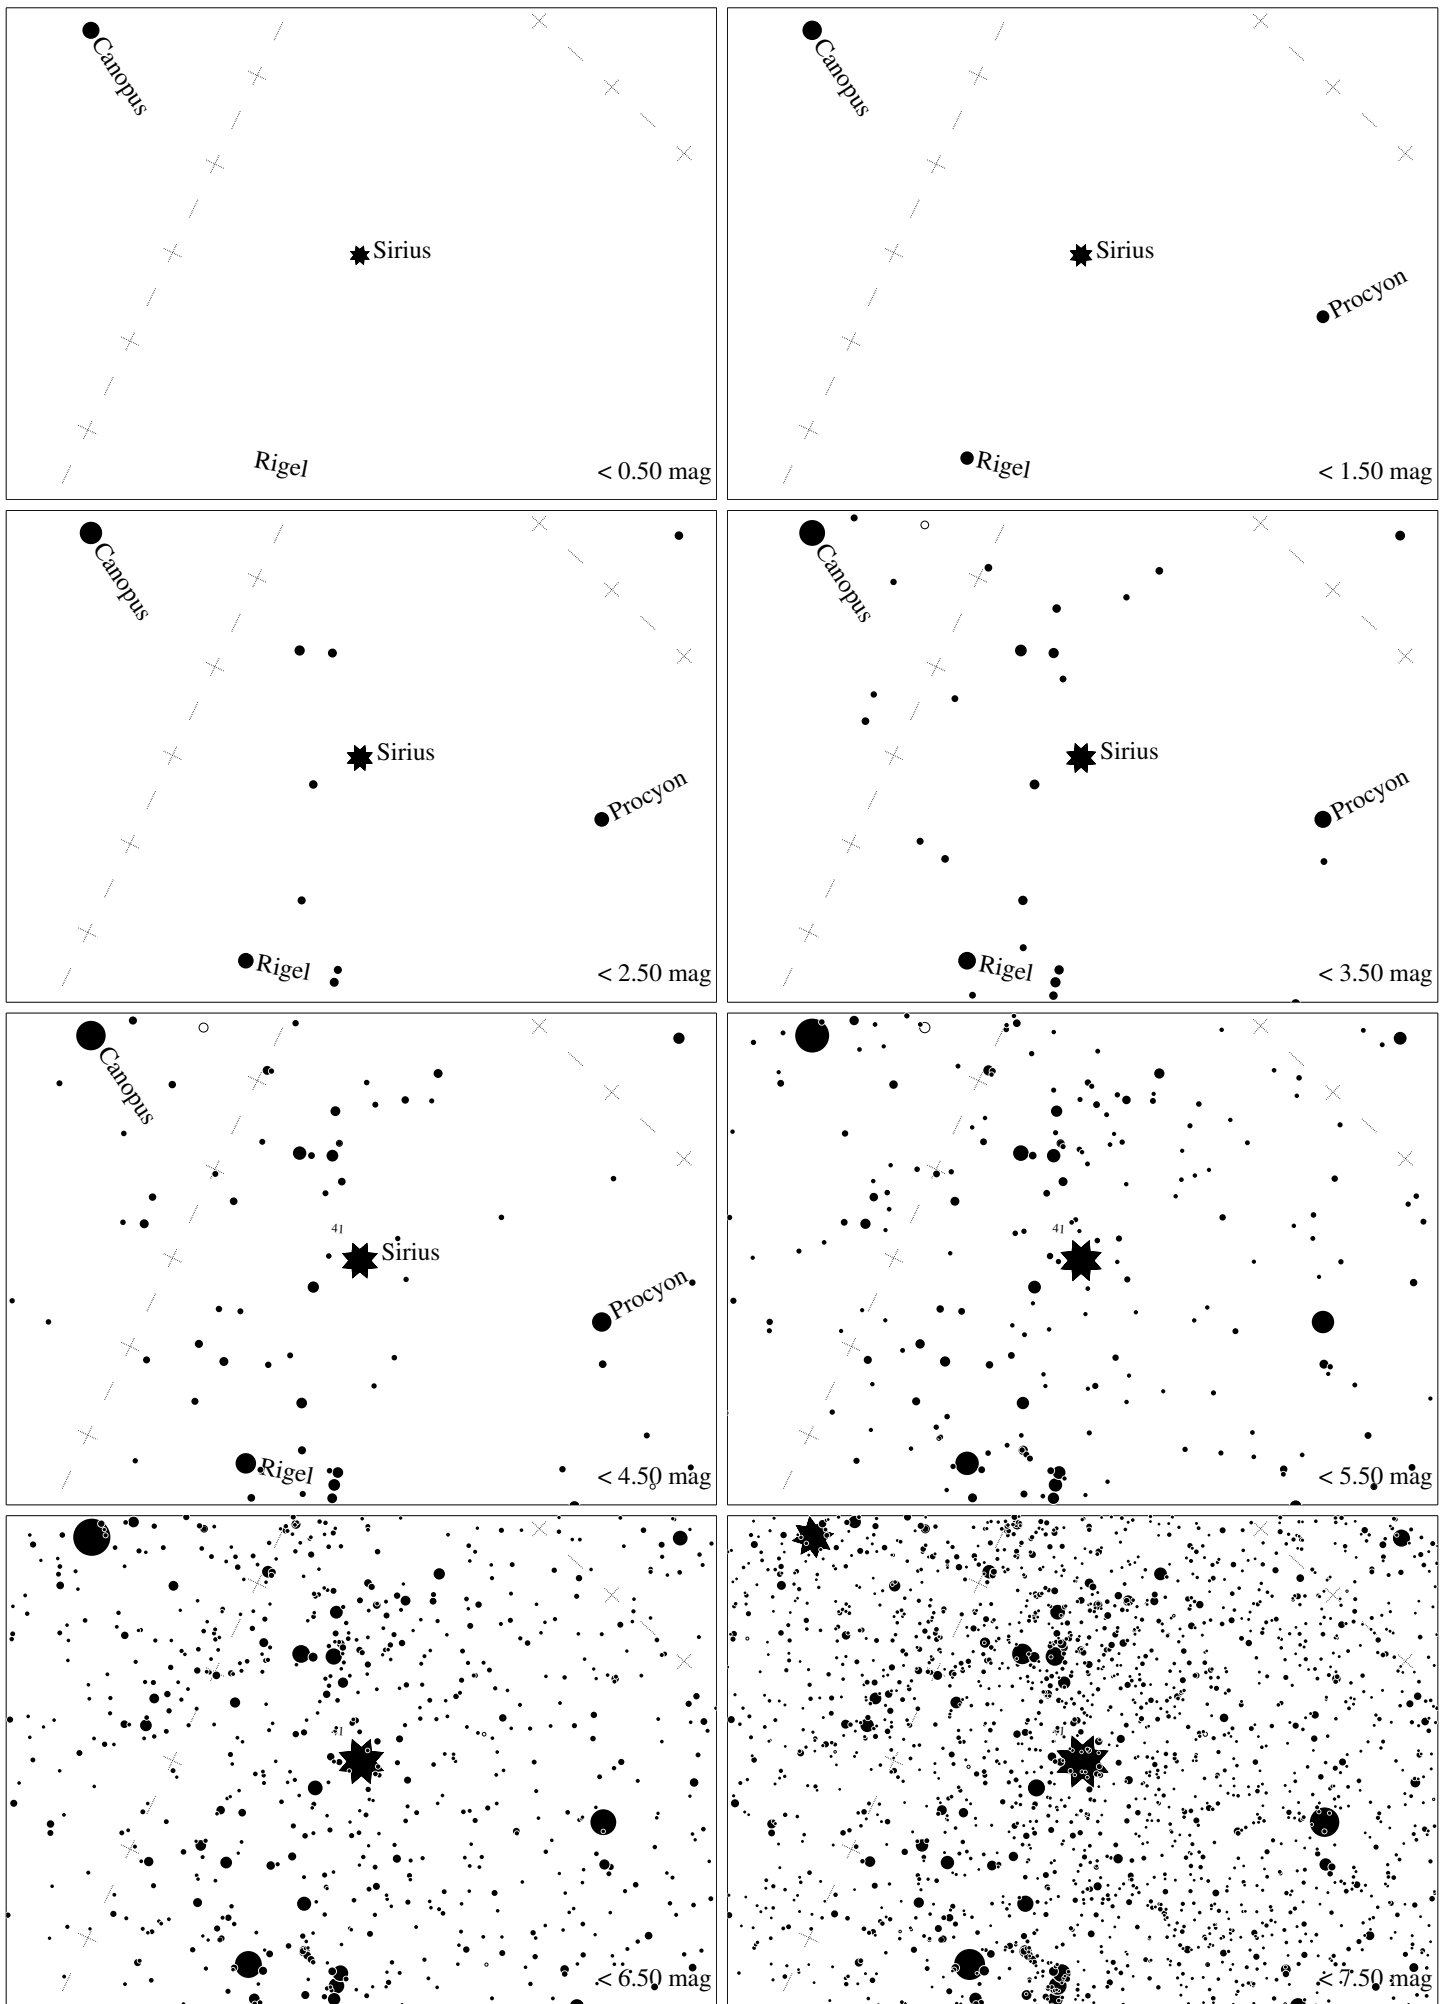 Canopus
Sirius
Rigel
< 0.50 mag
Canopus
Sirius
Procyon
Rigel
< 1.50 mag
Canopus
Sirius
Procyon
Rigel
< 2.50 mag
Canopus
Sirius
Procyon
Rigel
< 3.50 mag
Canopus
41
Sirius
Procyon
Rigel
< 4.50 mag
41
< 5.50 mag
41
< 6.50 mag
41
< 7.50 mag